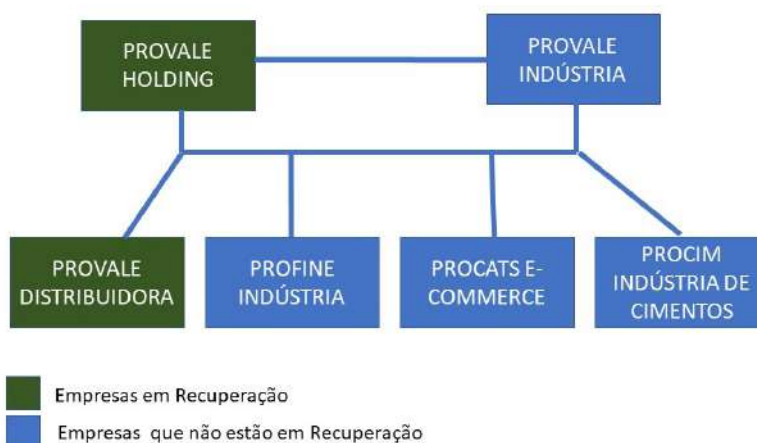 PROVALE
HOLDING
PROVALE
INDÚSTRIA
PROVALE
DISTRIBUIDORA
PROFINE
INDÚSTRIA
PROCATS E-
COMMERCE
PROCIM
INDÚSTRIA DE
CIMENTOS
Empresas em Recuperação
Empresas que não estão em Recuperação